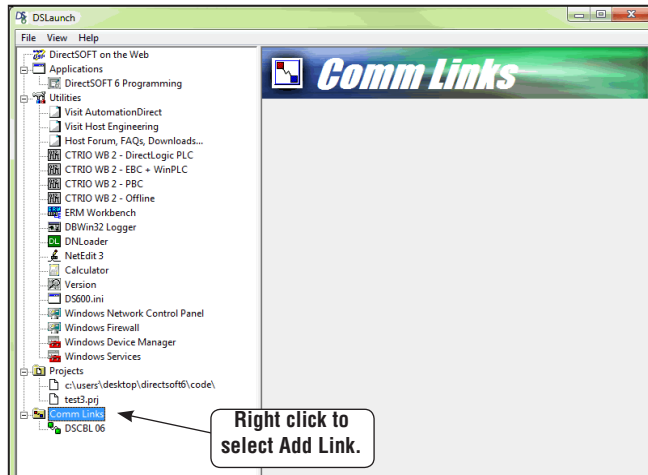 DSLaunch
File View Help
DirectSOFT on the Web
Applications
DirectSOFT 6 Programming
Utilities
Visit AutomationDirect
Visit Host Engineering
Host Forum, FAQs, Downloads...
CTRIO WB 2 - DirectLogic PLC
CTRIO WB 2 - EBC + WinPLC
CTRIO WB 2 - PBC
CTRIO WB 2 - Offline
ERM Workbench
DBWin32 Logger
DL DNLoader
NetEdit 3
Calculator
Version
DS600.ini
Windows Network Control Panel
Windows Firewall
Windows Device Manager
Windows Services
Projects
c:\users\desktop\directsoft6\code\
test3.prj
Comm Links
DSCBL 06
Comm Links
Right click to
select Add Link.